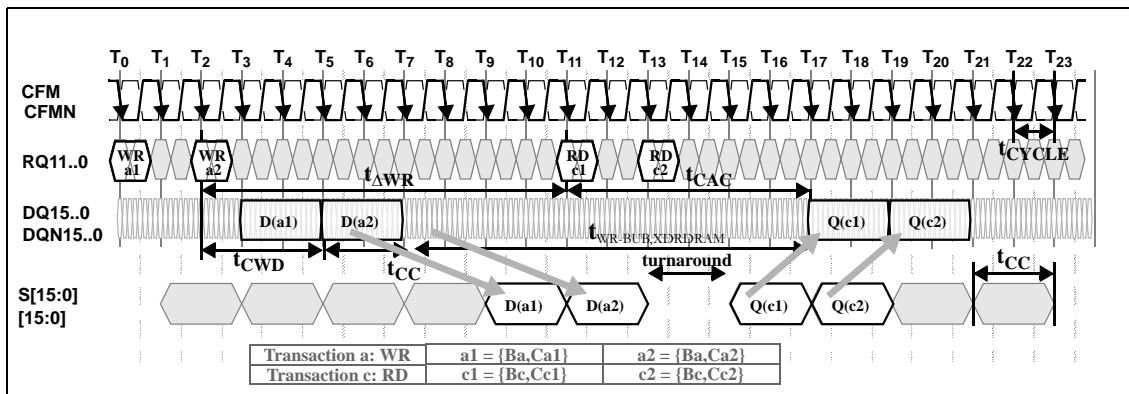 T0 T1 T2 T3 T4 T5 T6 T7 T8 T9 T10 T11 T12 T13 T14 T15 T16 T17 T18 T19 T20 T21 T22 T23
CFM
CFMN
tCYCLE
RQ11..0
WR a1
WR a2
RD c1
RD c2
tΔWR
tCAC
DQ15..0
DQN15..0
D(a1)
D(a2)
Q(c1)
Q(c2)
tCWD
tCC
tWR-BUB,XDRDRAM
turnaround
tCC
S[15:0]
[15:0]
D(a1)
D(a2)
Q(c1)
Q(c2)
Transaction a: WR a1 = {Ba,Ca1} a2 = {Ba,Ca2}
Transaction c: RD c1 = {Bc,Cc1} c2 = {Bc,Cc2}